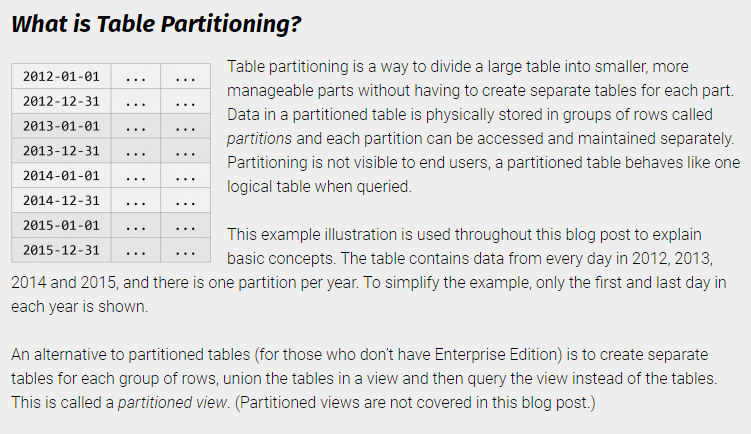 What is Table Partitioning?
2012-01-01 ... ...
2012-12-31 ... ...
2013-01-01 ... ...
2013-12-31 ... ...
2014-01-01 ... ...
2014-12-31 ... ...
2015-01-01 ... ...
2015-12-31 ... ...
Table partitioning is a way to divide a large table into smaller, more
manageable parts without having to create separate tables for each part.
Data in a partitioned table is physically stored in groups of rows called
partitions and each partition can be accessed and maintained separately.
Partitioning is not visible to end users, a partitioned table behaves like one
logical table when queried.
This example illustration is used throughout this blog post to explain
basic concepts. The table contains data from every day in 2012, 2013,
2014 and 2015, and there is one partition per year. To simplify the example, only the first and last day in
each year is shown.
An alternative to partitioned tables (for those who don’t have Enterprise Edition) is to create separate
tables for each group of rows, union the tables in a view and then query the view instead of the tables.
This is called a partitioned view. (Partitioned views are not covered in this blog post.)